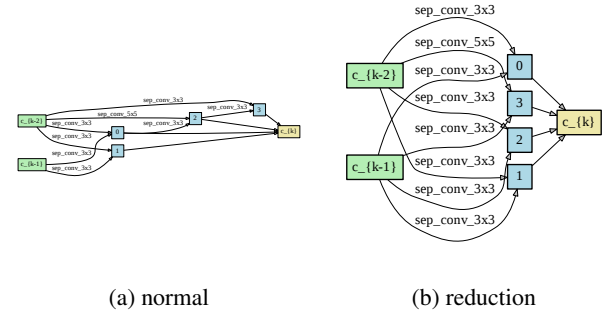 sep_conv_3x3
c_{k-2}
sep_conv_5x5
sep_conv_3x3
sep_conv_3x3
sep_conv_3x3
sep_conv_3x3
sep_conv_3x3
c_{k-1}
sep_conv_3x3
0
1
2
3
c_{k}
(a) normal
sep_conv_3x3
sep_conv_5x5
sep_conv_3x3
c_{k-2}
sep_conv_3x3
sep_conv_3x3
c_{k-1}
sep_conv_3x3
sep_conv_3x3
sep_conv_3x3
0
3
2
1
c_{k}
(b) reduction